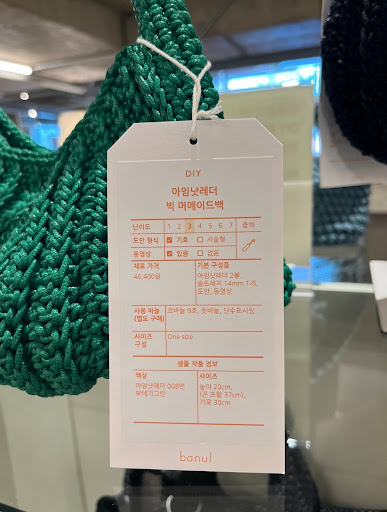 DIY
아임낫레더
빅 머메이드백
난이도 1 2 3 4 5 6 7 종류
도안 형식 ☑ 기호 ☐ 서술형
동영상 ☑ 있음 ☐ 없음
재료 가격
46,400원
기본 구성품
아임낫레더 2볼,
솔트레지 14mm 1개,
도안, 동영상
사용 바늘
(별도 구매)
코바늘 9호, 돗바늘, 단수표시링
사이즈
구성
One size
샘플 작품 정보
색상
아임낫레더 008번
보테가그린
사이즈
높이 20cm,
(끈 포함 37cm),
가로 30cm
banul